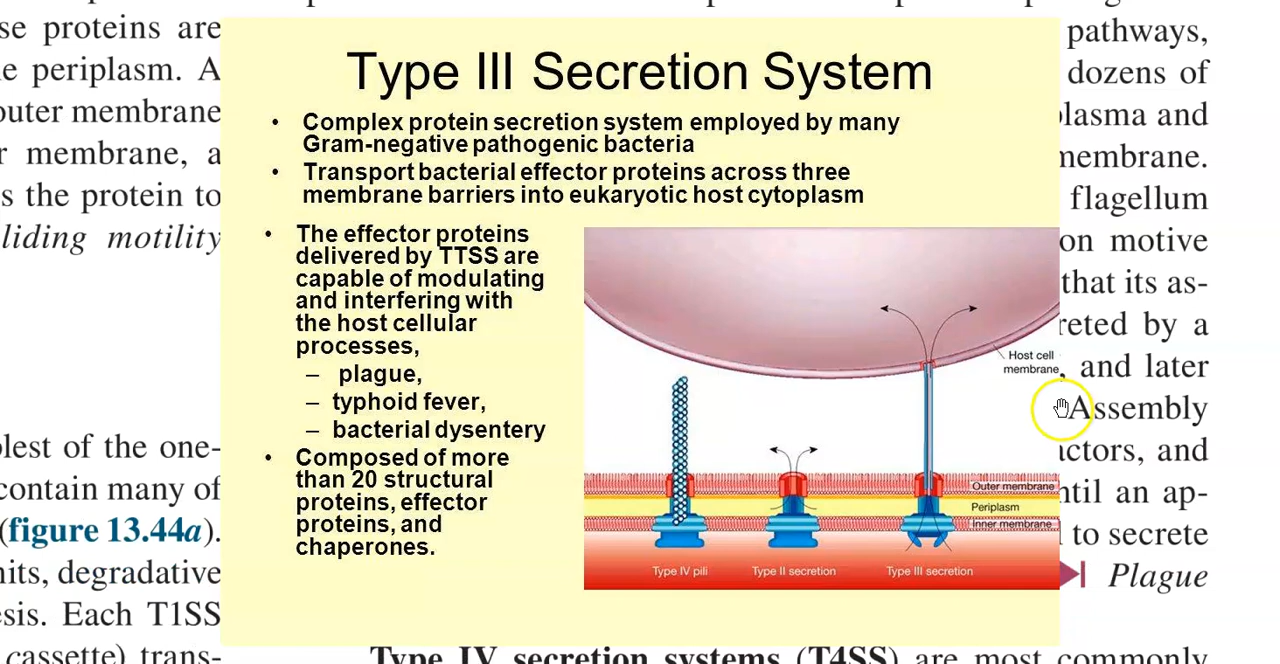 se proteins are
e periplasm. A
outer membrane
r membrane, a
s the protein to
liding motility
plest of the one-
contain many of
(figure 13.44a).
nits, degradative
esis. Each T1SS
cassette) trans-
Type III Secretion System
• Complex protein secretion system employed by many
Gram-negative pathogenic bacteria
• Transport bacterial effector proteins across three
membrane barriers into eukaryotic host cytoplasm
• The effector proteins
delivered by TTSS are
capable of modulating
and interfering with
the host cellular
processes,
– plague,
– typhoid fever,
– bacterial dysentery
• Composed of more
than 20 structural
proteins, effector
proteins, and
chaperones.
Host cell
membrane
Outer membrane
Periplasm
Inner membrane
Type IV pili
Type II secretion
Type III secretion
pathways,
dozens of
plasma and
membrane.
flagellum
on motive
that its as-
reted by a
, and later
Assembly
actors, and
ntil an ap-
to secrete
Plague
Type IV secretion systems (T4SS) are most commonly